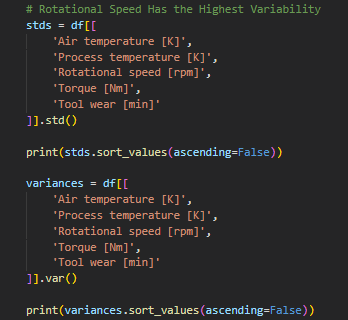 # Rotational Speed Has the Highest Variability
stds = df[[
    'Air temperature [K]',
    'Process temperature [K]',
    'Rotational speed [rpm]',
    'Torque [Nm]',
    'Tool wear [min]'
]].std()

print(stds.sort_values(ascending=False))

variances = df[[
    'Air temperature [K]',
    'Process temperature [K]',
    'Rotational speed [rpm]',
    'Torque [Nm]',
    'Tool wear [min]'
]].var()

print(variances.sort_values(ascending=False))